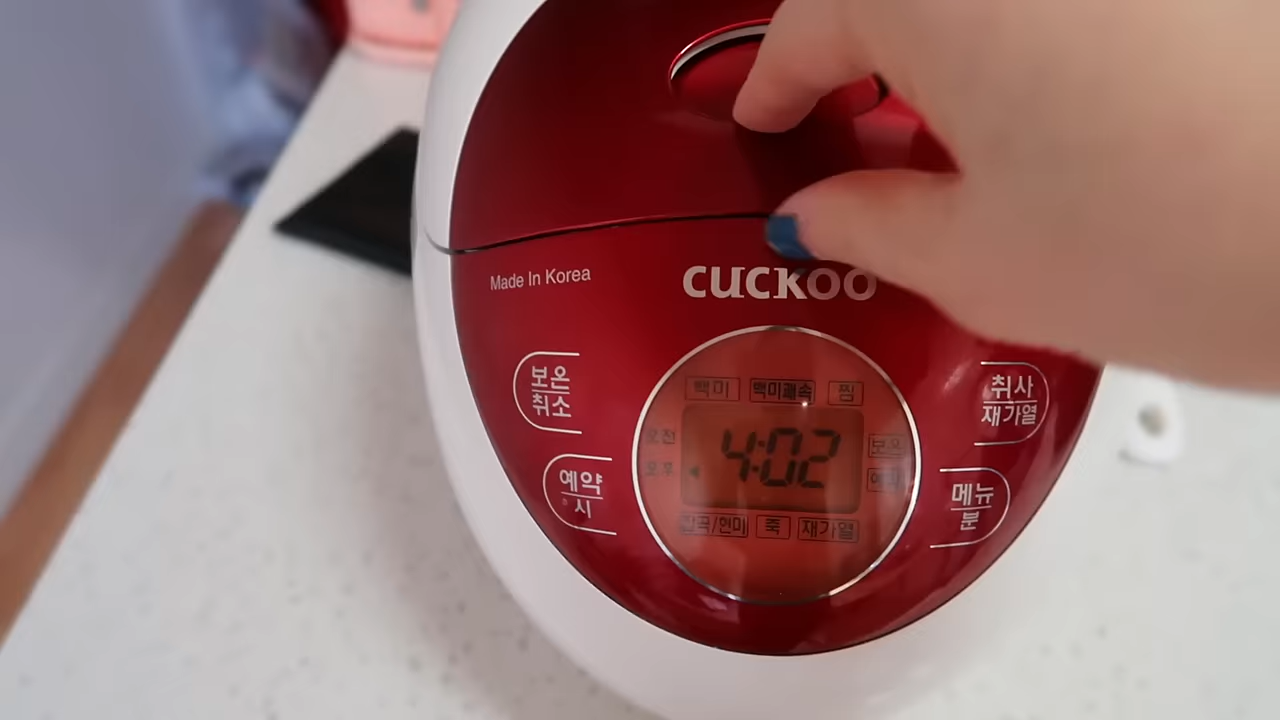 Made In Korea
cuckoo
보온
취소
백미
백미쾌속
찜
취사
재가열
오전
4:02
보온
오후
예약
시
예약
메뉴
분
잡곡/현미
죽
재가열